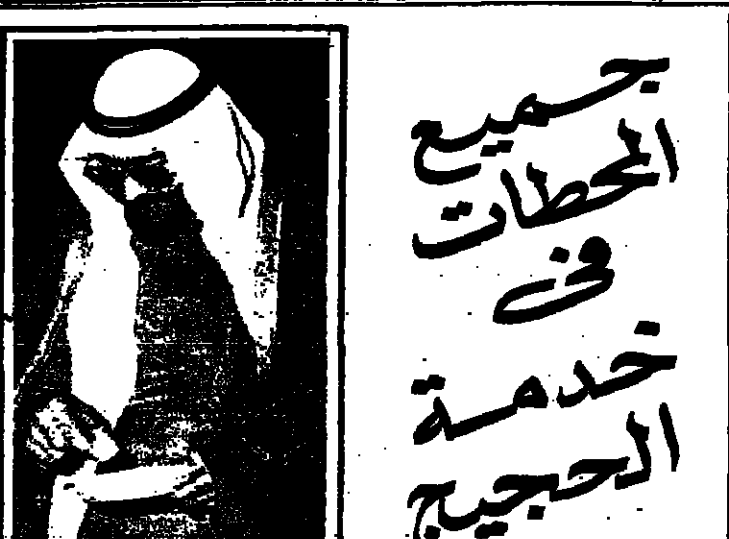 جميع
المحطات
في
خدمة
الحجيج